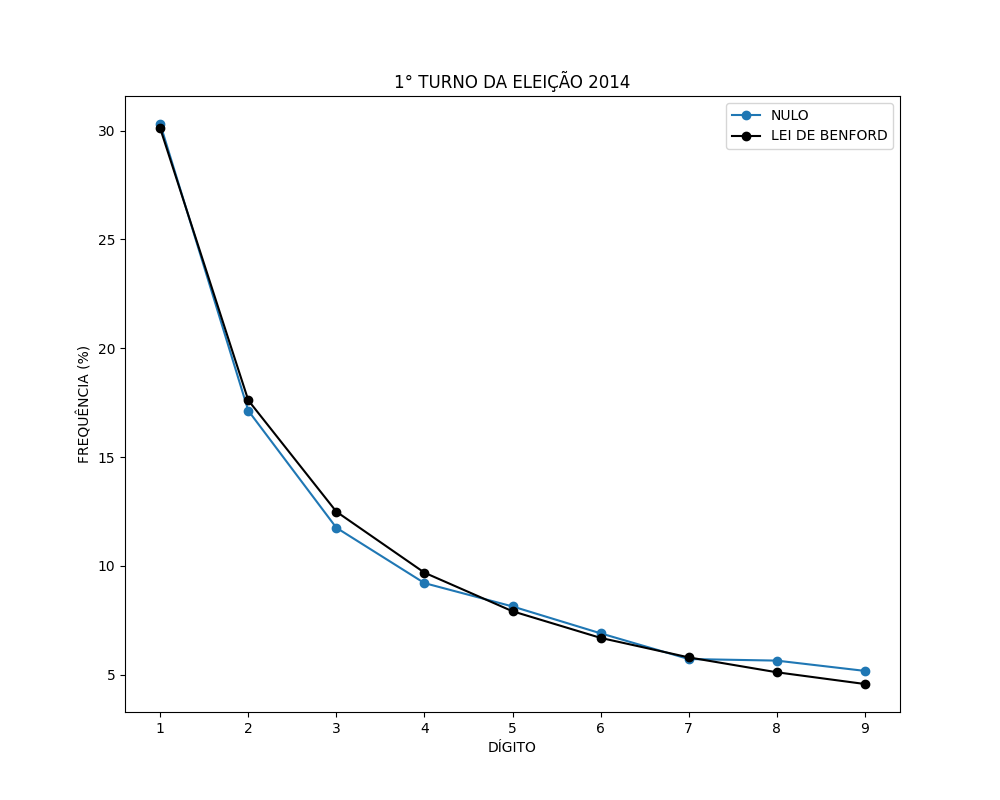 1° TURNO DA ELEIÇÃO 2014
NULO
LEI DE BENFORD
FREQUÊNCIA (%)
30
25
20
15
10
5
1 2 3 4 5 6 7 8 9
DÍGITO